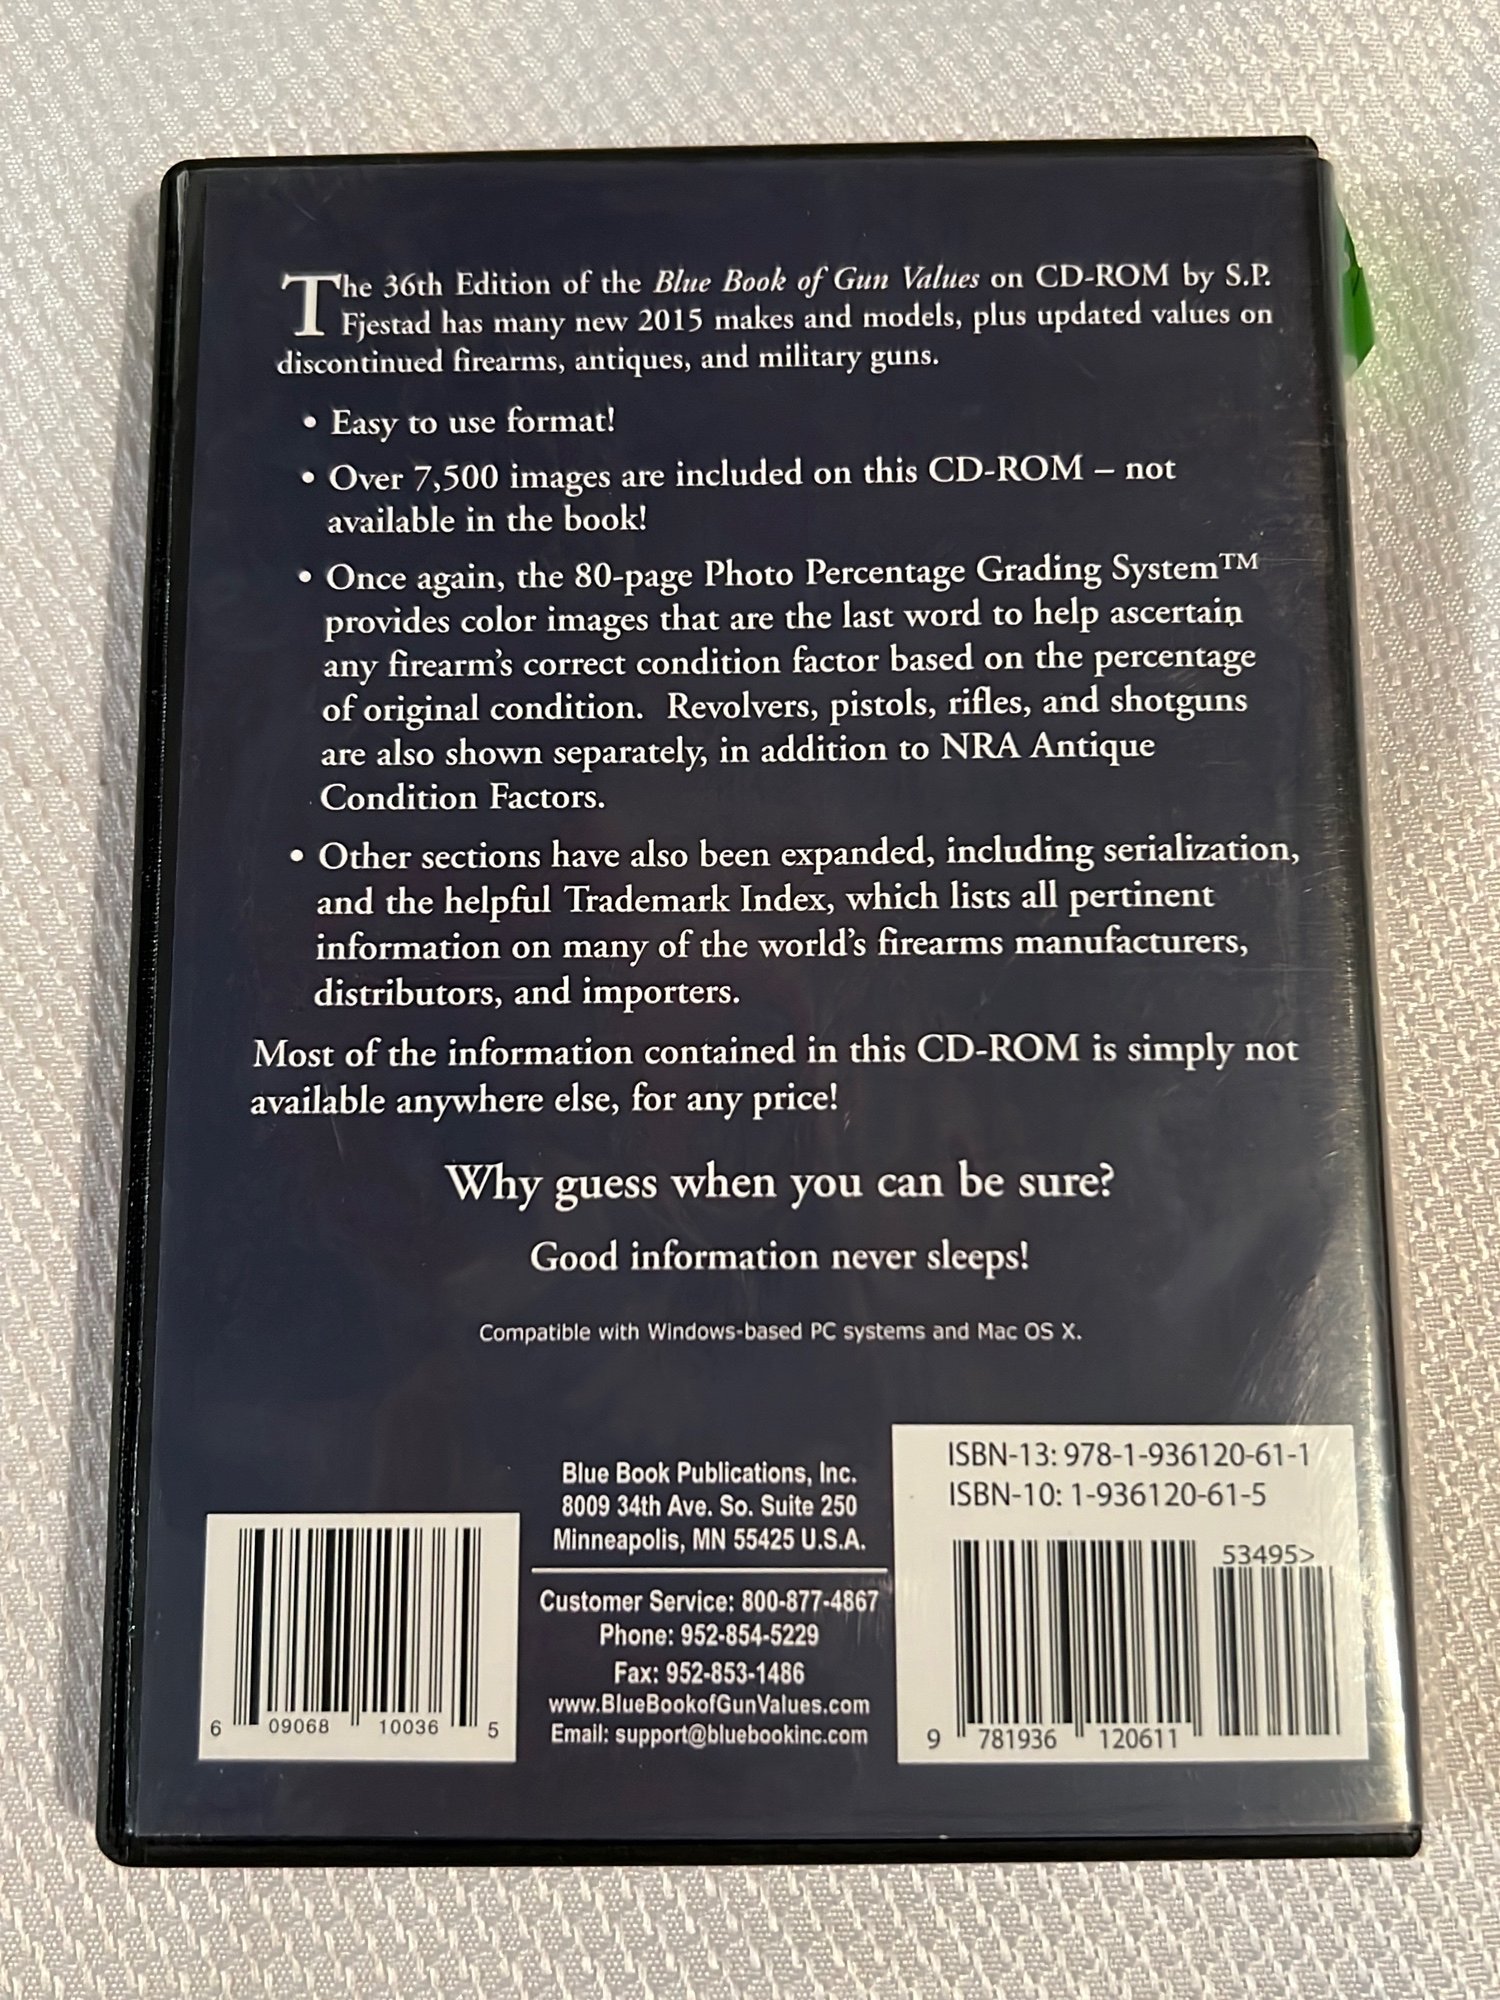 The 36th Edition of the Blue Book of Gun Values on CD-ROM by S.P.
Fjestad has many new 2015 makes and models, plus updated values on
discontinued firearms, antiques, and military guns.
• Easy to use format!
• Over 7,500 images are included on this CD-ROM – not
available in the book!
• Once again, the 80-page Photo Percentage Grading System™
provides color images that are the last word to help ascertain
any firearm's correct condition factor based on the percentage
of original condition. Revolvers, pistols, rifles, and shotguns
are also shown separately, in addition to NRA Antique
Condition Factors.
• Other sections have also been expanded, including serialization,
and the helpful Trademark Index, which lists all pertinent
information on many of the world's firearms manufacturers,
distributors, and importers.
Most of the information contained in this CD-ROM is simply not
available anywhere else, for any price!
Why guess when you can be sure?
Good information never sleeps!
Compatible with Windows-based PC systems and Mac OS X.
6 09068 10036 5
Blue Book Publications, Inc.
8009 34th Ave. So. Suite 250
Minneapolis, MN 55425 U.S.A.
Customer Service: 800-877-4867
Phone: 952-854-5229
Fax: 952-853-1486
www.BlueBookofGunValues.com
Email: support@bluebookinc.com
ISBN-13: 978-1-936120-61-1
ISBN-10: 1-936120-61-5
53495>
9 781936 120611